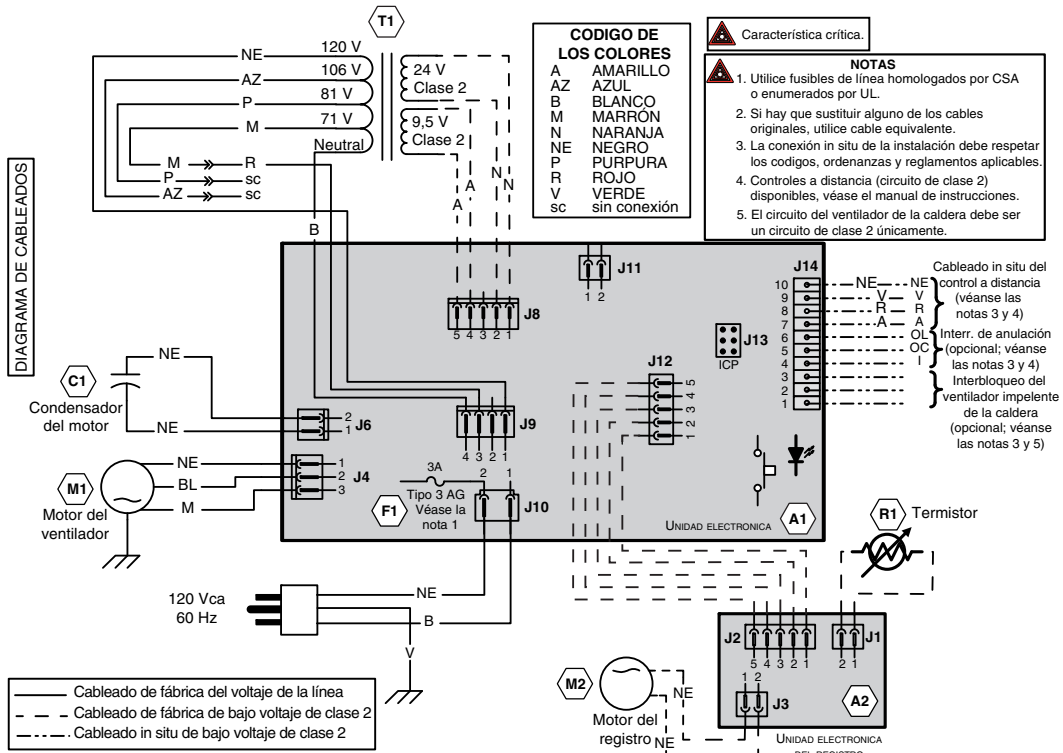 DIAGRAMA DE CABLEADOS
T1
NE
AZ
P
M
120 V
106 V
81 V
71 V
Neutral
24 V
Clase 2
9,5 V
Clase 2
M
R
P
sc
AZ
sc
B
A
A
N
N
CODIGO DE
LOS COLORES
A AMARILLO
AZ AZUL
B BLANCO
M MARRÓN
N NARANJA
NE NEGRO
P PURPURA
R ROJO
V VERDE
sc sin conexión
Característica crítica.
NOTAS
1. Utilice fusibles de línea homologados por CSA
o enumerados por UL.
2. Si hay que sustituir alguno de los cables
originales, utilice cable equivalente.
3. La conexión in situ de la instalación debe respetar
los codigos, ordenanzas y reglamentos aplicables.
4. Controles a distancia (circuito de clase 2)
disponibles, véase el manual de instrucciones.
5. El circuito del ventilador de la caldera debe ser
un circuito de clase 2 únicamente.
J11
1 2
J8
5 4 3 2 1
J14
10
9
8
7
6
5
4
3
2
1
NE
V
R
A
NE
V
R
A
OL
OC
I
Cableado in situ del
control a distancia
(véanse las
notas 3 y 4)
Interr. de anulación
(opcional; véanse
las notas 3 y 4)
Interbloqueo del
ventilador impelente
de la caldera
(opcional; véanse
las notas 3 y 5)
J13
ICP
J12
5
4
3
2
1
C1
Condensador
del motor
NE
NE
J6
2
1
J9
4 3 2 1
M1
Motor del
ventilador
NE
BL
M
J4
1
2
3
3A
Tipo 3 AG
Véase la
nota 1
F1
2 1
J10
UNIDAD ELECTRONICA
A1
R1
Termistor
120 Vca
60 Hz
NE
B
V
J2
5 4 3 2 1
J1
2 1
J3
1 2
A2
UNIDAD ELECTRONICA
DEL REGISTRO
M2
Motor del
registro
NE
NE
Cableado de fábrica del voltaje de la línea
Cableado de fábrica de bajo voltaje de clase 2
Cableado in situ de bajo voltaje de clase 2